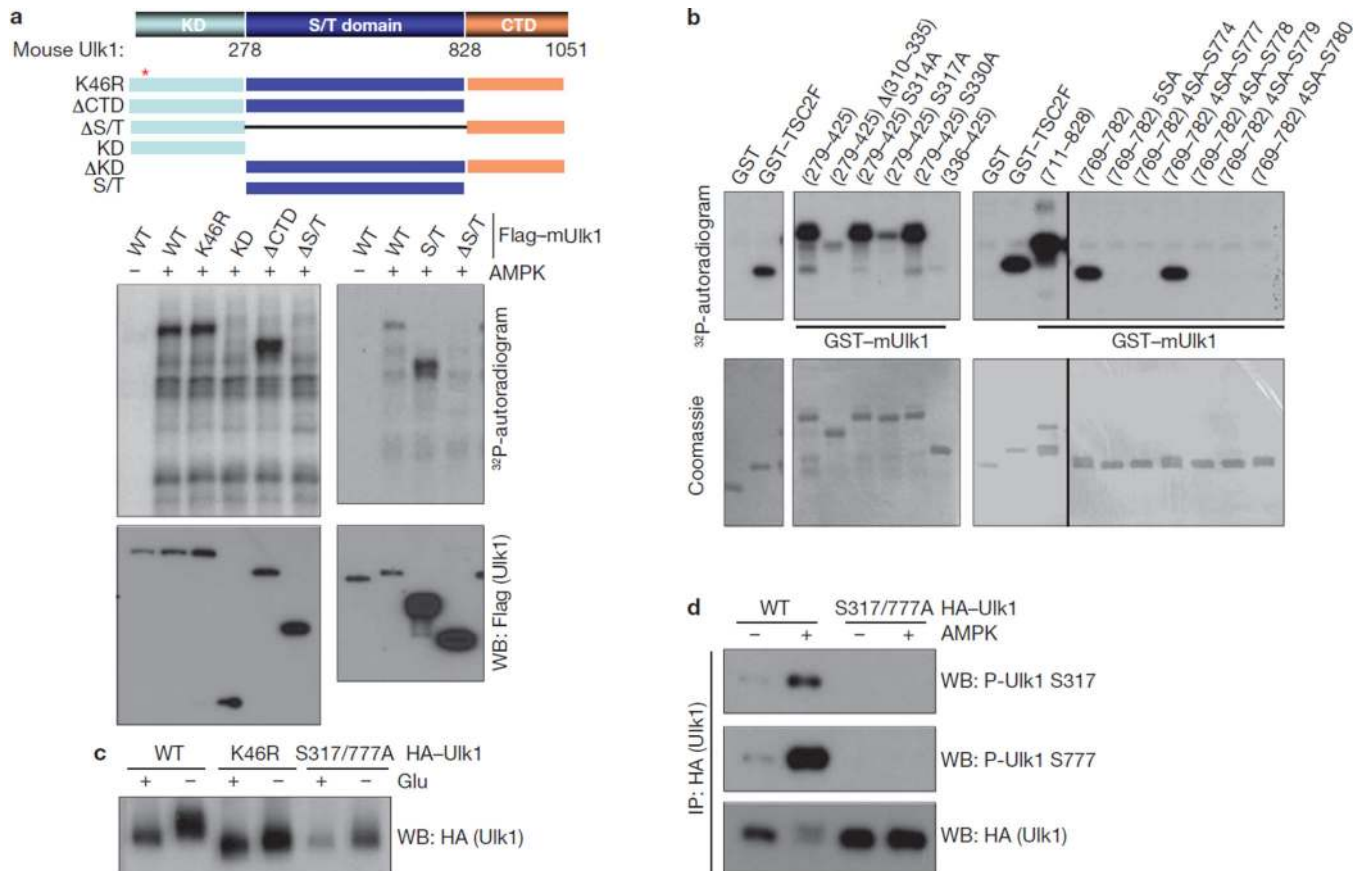 a
KD S/T domain CTD
Mouse Ulk1: 278 828 1051
*
K46R
ΔCTD
ΔS/T
KD
ΔKD
S/T
WT WT K46R KD ΔCTD ΔS/T
WT WT S/T ΔS/T
Flag–mUlk1
– + + + + +
– + + +
AMPK
32P-autoradiogram
WB: Flag (Ulk1)
b
GST
GST–TSC2F
(279–425)
(279–425) Δ(310–335)
(279–425) S314A
(279–425) S317A
(279–425) S330A
(336–425)
GST
GST–TSC2F
(711–828)
(769–782)
(769–782) 5SA
(769–782) 4SA–S774
(769–782) 4SA–S777
(769–782) 4SA–S778
(769–782) 4SA–S779
(769–782) 4SA–S780
32P-autoradiogram
GST–mUlk1
GST–mUlk1
Coomassie
c
WT K46R S317/777A HA–Ulk1
+ – + – + – Glu
WB: HA (Ulk1)
d
WT S317/777A HA–Ulk1
– + – + AMPK
IP: HA (Ulk1)
WB: P-Ulk1 S317
WB: P-Ulk1 S777
WB: HA (Ulk1)